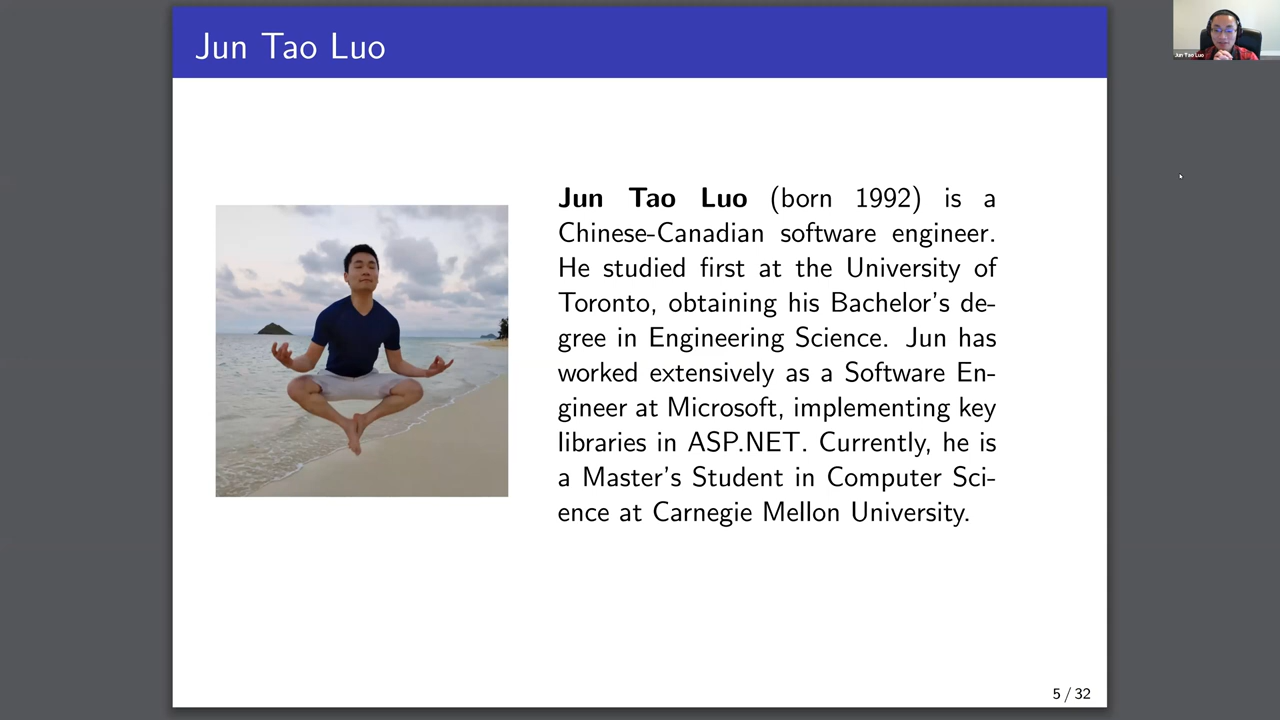 Jun Tao Luo
Jun Tao Luo
Jun Tao Luo (born 1992) is a
Chinese-Canadian software engineer.
He studied first at the University of
Toronto, obtaining his Bachelor's de-
gree in Engineering Science. Jun has
worked extensively as a Software En-
gineer at Microsoft, implementing key
libraries in ASP.NET. Currently, he is
a Master's Student in Computer Sci-
ence at Carnegie Mellon University.
5 / 32